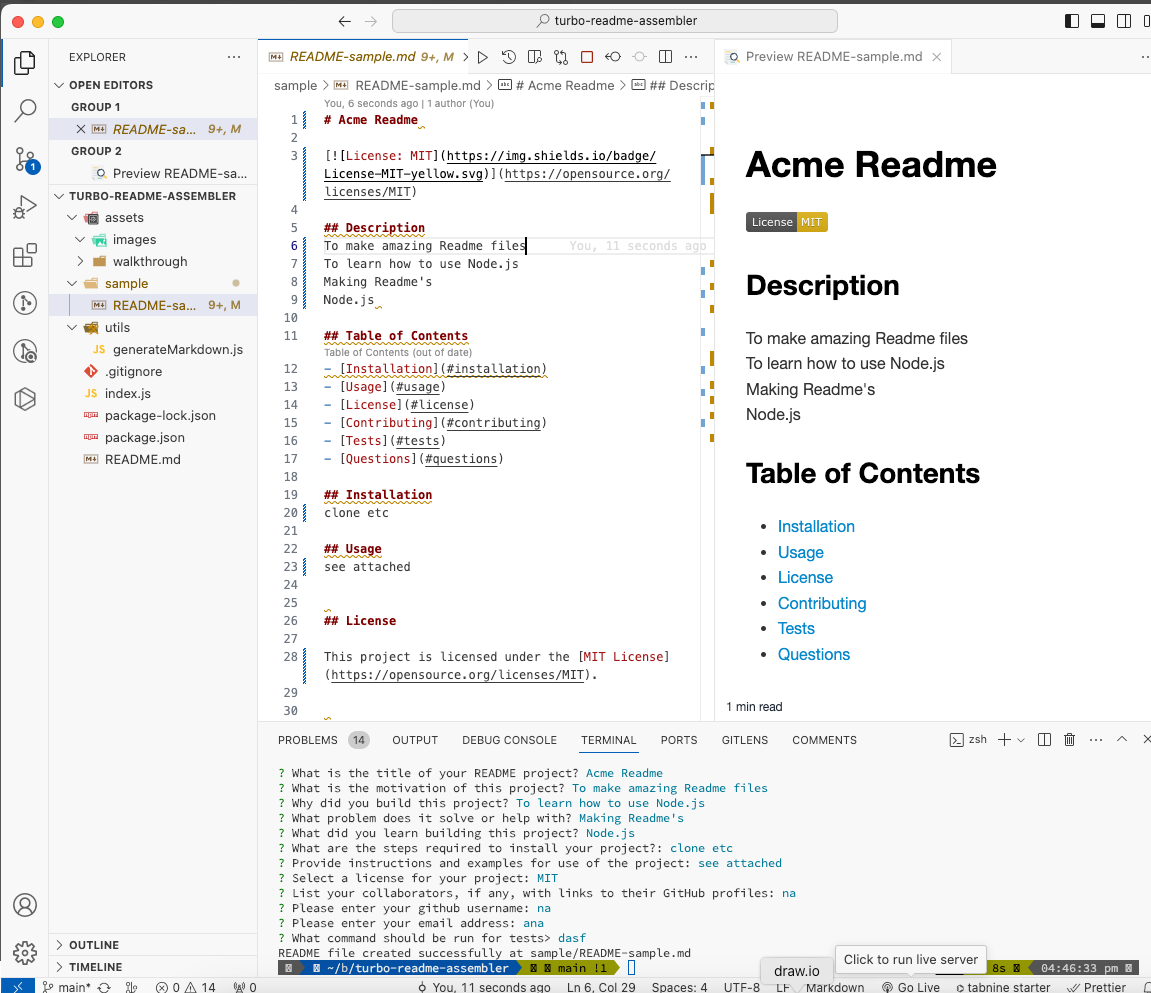 turbo-readme-assembler
EXPLORER
OPEN EDITORS
GROUP 1
README-sa... 9+, M
GROUP 2
Preview README-sa...
TURBO-README-ASSEMBLER
assets
images
walkthrough
sample
README-sa... 9+, M
utils
JS generateMarkdown.js
.gitignore
JS index.js
package-lock.json
package.json
README.md
OUTLINE
TIMELINE
1
README-sample.md 9+, M
sample > README-sample.md > # Acme Readme > ## Descrip
You, 6 seconds ago | 1 author (You)
1 # Acme Readme
2
3 [![License: MIT](https://img.shields.io/badge/
License-MIT-yellow.svg)](https://opensource.org/
licenses/MIT)
4
5 ## Description
6 To make amazing Readme files You, 11 seconds ago
7 To learn how to use Node.js
8 Making Readme's
9 Node.js
10
11 ## Table of Contents
Table of Contents (out of date)
12 - [Installation](#installation)
13 - [Usage](#usage)
14 - [License](#license)
15 - [Contributing](#contributing)
16 - [Tests](#tests)
17 - [Questions](#questions)
18
19 ## Installation
20 clone etc
21
22 ## Usage
23 see attached
24
25
26 ## License
27
28 This project is licensed under the [MIT License]
(https://opensource.org/licenses/MIT).
29
30
Preview README-sample.md
Acme Readme
License MIT
Description
To make amazing Readme files
To learn how to use Node.js
Making Readme's
Node.js
Table of Contents
• Installation
• Usage
• License
• Contributing
• Tests
• Questions
1 min read
PROBLEMS 14 OUTPUT DEBUG CONSOLE TERMINAL PORTS GITLENS COMMENTS zsh
? What is the title of your README project? Acme Readme
? What is the motivation of this project? To make amazing Readme files
? Why did you build this project? To learn how to use Node.js
? What problem does it solve or help with? Making Readme's
? What did you learn building this project? Node.js
? What are the steps required to install your project?: clone etc
? Provide instructions and examples for use of the project: see attached
? Select a license for your project: MIT
? List your collaborators, if any, with links to their GitHub profiles: na
? Please enter your github username: na
? Please enter your email address: ana
? What command should be run for tests> dasf
README file created successfully at sample/README-sample.md
~/b/turbo-readme-assembler main !1 8s 04:46:33 pm
Click to run live server
draw.io
main* 0 14 0 You, 11 seconds ago Ln 6, Col 29 Spaces: 4 UTF-8 LF Markdown Go Live tabnine starter Prettier